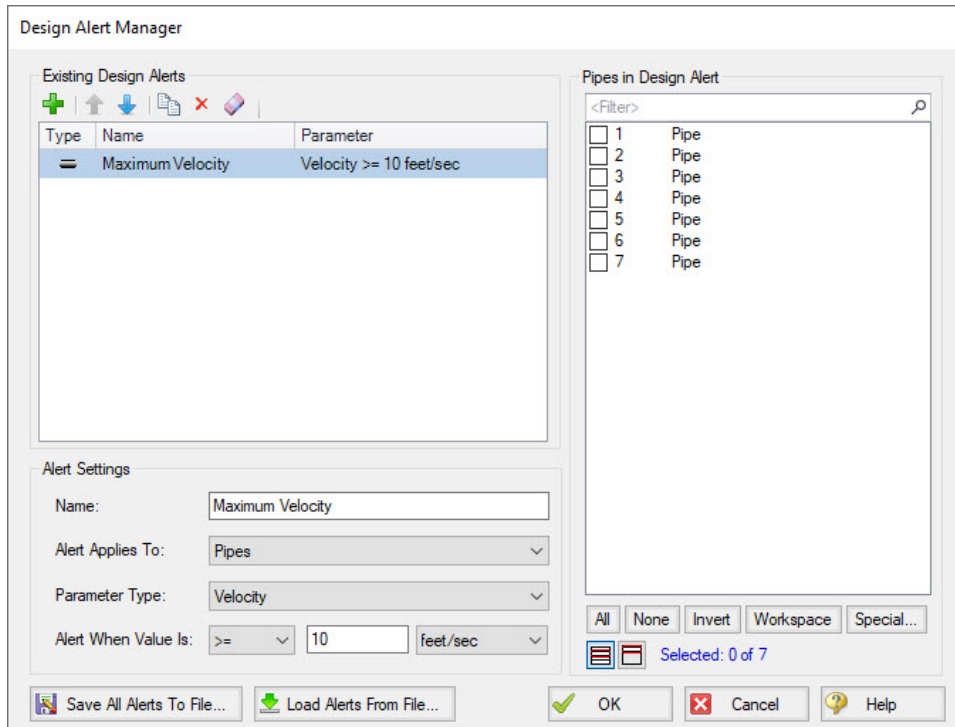 Design Alert Manager
Existing Design Alerts
Type Name Parameter
Maximum Velocity Velocity >= 10 feet/sec
Alert Settings
Name: Maximum Velocity
Alert Applies To: Pipes
Parameter Type: Velocity
Alert When Value Is: >= 10 feet/sec
Pipes in Design Alert
<Filter>
1 Pipe
2 Pipe
3 Pipe
4 Pipe
5 Pipe
6 Pipe
7 Pipe
All None Invert Workspace Special...
Selected: 0 of 7
Save All Alerts To File... Load Alerts From File... OK Cancel Help